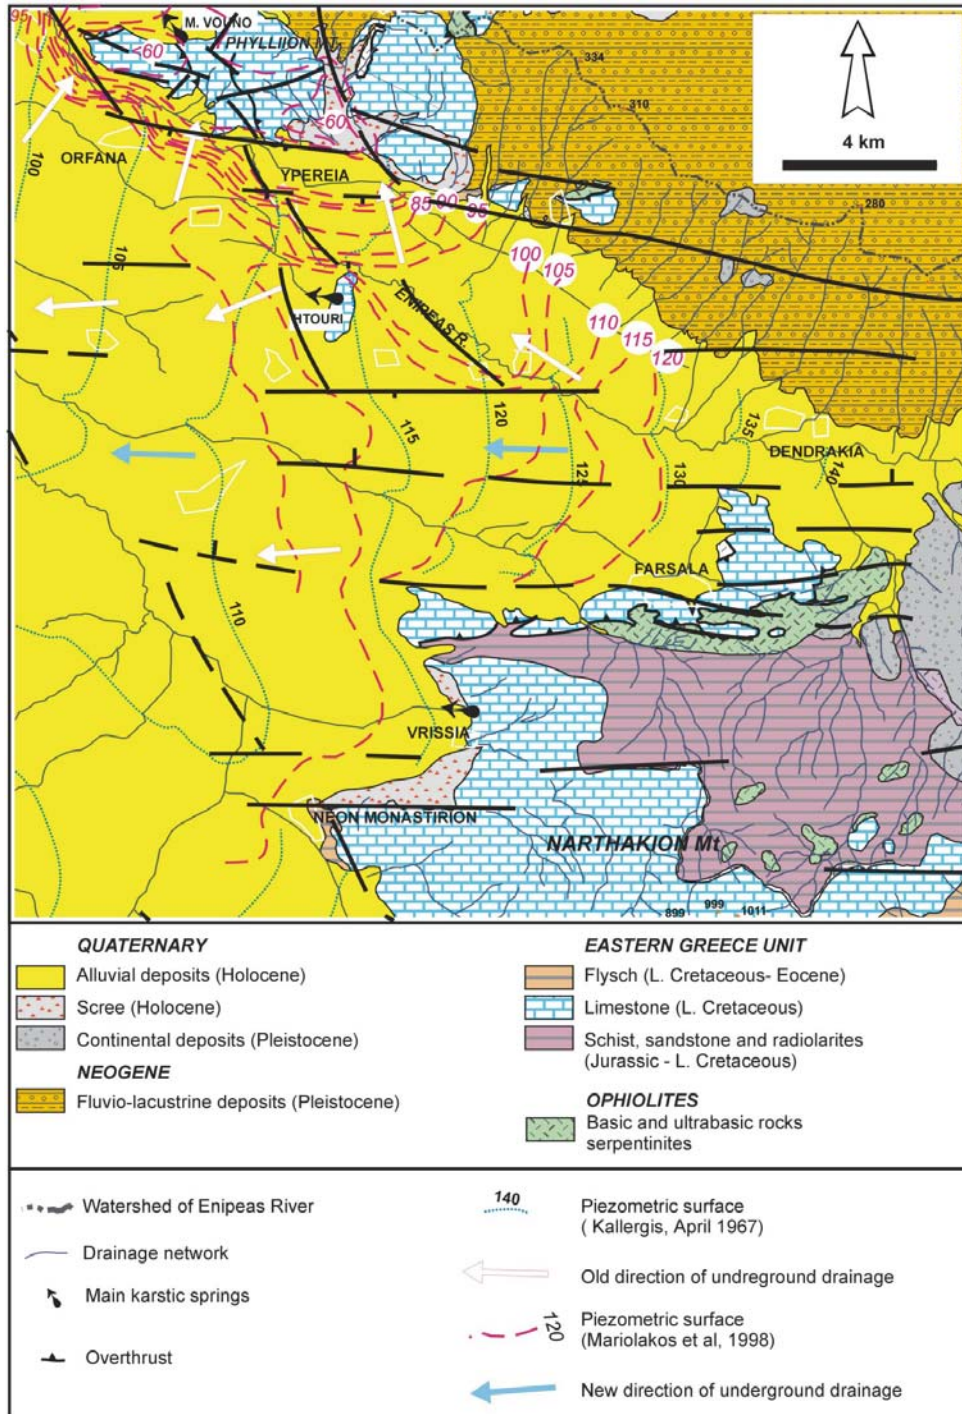 95
M. VOUNO
<60
PHYLLIION Mt
334
310
4 km
<60
ORFANA
100
YPEREIA
85
90
95
280
105
100
105
HTOURI
ENIPEAS R.
110
115
120
120
115
135
DENDRAKIA
125
130
140
FARSALA
110
VRISSIA
NEON MONASTIRION
NARTHAKION Mt
899
999
1011
QUATERNARY
Alluvial deposits (Holocene)
Scree (Holocene)
Continental deposits (Pleistocene)
NEOGENE
Fluvio-lacustrine deposits (Pleistocene)
EASTERN GREECE UNIT
Flysch (L. Cretaceous- Eocene)
Limestone (L. Cretaceous)
Schist, sandstone and radiolarites
(Jurassic - L. Cretaceous)
OPHIOLITES
Basic and ultrabasic rocks
serpentinites
Watershed of Enipeas River
Drainage network
Main karstic springs
Overthrust
140
Piezometric surface
( Kallergis, April 1967)
Old direction of undreground drainage
120
Piezometric surface
(Mariolakos et al, 1998)
New direction of underground drainage